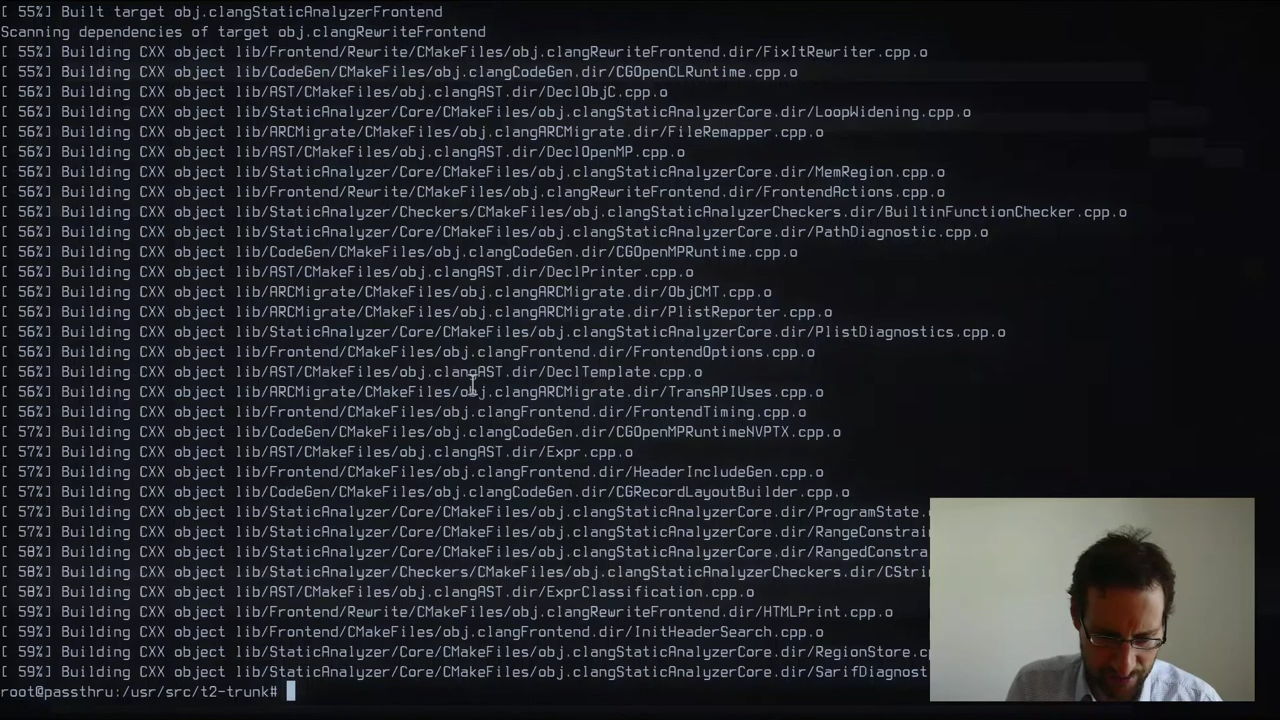 [ 55%] Built target obj.clangStaticAnalyzerFrontend
Scanning dependencies of target obj.clangRewriteFrontend
[ 55%] Building CXX object lib/Frontend/Rewrite/CMakeFiles/obj.clangRewriteFrontend.dir/FixItRewriter.cpp.o
[ 55%] Building CXX object lib/CodeGen/CMakeFiles/obj.clangCodeGen.dir/CGOpenCLRuntime.cpp.o
[ 56%] Building CXX object lib/AST/CMakeFiles/obj.clangAST.dir/DeclObjC.cpp.o
[ 56%] Building CXX object lib/StaticAnalyzer/Core/CMakeFiles/obj.clangStaticAnalyzerCore.dir/LoopWidening.cpp.o
[ 56%] Building CXX object lib/ARCMigrate/CMakeFiles/obj.clangARCMigrate.dir/FileRemapper.cpp.o
[ 56%] Building CXX object lib/AST/CMakeFiles/obj.clangAST.dir/DeclOpenMP.cpp.o
[ 56%] Building CXX object lib/StaticAnalyzer/Core/CMakeFiles/obj.clangStaticAnalyzerCore.dir/MemRegion.cpp.o
[ 56%] Building CXX object lib/Frontend/Rewrite/CMakeFiles/obj.clangRewriteFrontend.dir/FrontendActions.cpp.o
[ 56%] Building CXX object lib/StaticAnalyzer/Checkers/CMakeFiles/obj.clangStaticAnalyzerCheckers.dir/BuiltinFunctionChecker.cpp.o
[ 56%] Building CXX object lib/StaticAnalyzer/Core/CMakeFiles/obj.clangStaticAnalyzerCore.dir/PathDiagnostic.cpp.o
[ 56%] Building CXX object lib/CodeGen/CMakeFiles/obj.clangCodeGen.dir/CGOpenMPRuntime.cpp.o
[ 56%] Building CXX object lib/AST/CMakeFiles/obj.clangAST.dir/DeclPrinter.cpp.o
[ 56%] Building CXX object lib/ARCMigrate/CMakeFiles/obj.clangARCMigrate.dir/ObjCMT.cpp.o
[ 56%] Building CXX object lib/ARCMigrate/CMakeFiles/obj.clangARCMigrate.dir/PlistReporter.cpp.o
[ 56%] Building CXX object lib/StaticAnalyzer/Core/CMakeFiles/obj.clangStaticAnalyzerCore.dir/PlistDiagnostics.cpp.o
[ 56%] Building CXX object lib/Frontend/CMakeFiles/obj.clangFrontend.dir/FrontendOptions.cpp.o
[ 56%] Building CXX object lib/AST/CMakeFiles/obj.clangAST.dir/DeclTemplate.cpp.o
[ 56%] Building CXX object lib/ARCMigrate/CMakeFiles/obj.clangARCMigrate.dir/TransAPIUses.cpp.o
[ 56%] Building CXX object lib/Frontend/CMakeFiles/obj.clangFrontend.dir/FrontendTiming.cpp.o
[ 57%] Building CXX object lib/CodeGen/CMakeFiles/obj.clangCodeGen.dir/CGOpenMPRuntimeNVPTX.cpp.o
[ 57%] Building CXX object lib/AST/CMakeFiles/obj.clangAST.dir/Expr.cpp.o
[ 57%] Building CXX object lib/Frontend/CMakeFiles/obj.clangFrontend.dir/HeaderIncludeGen.cpp.o
[ 57%] Building CXX object lib/CodeGen/CMakeFiles/obj.clangCodeGen.dir/CGRecordLayoutBuilder.cpp.o
[ 57%] Building CXX object lib/StaticAnalyzer/Core/CMakeFiles/obj.clangStaticAnalyzerCore.dir/ProgramState.
[ 57%] Building CXX object lib/StaticAnalyzer/Core/CMakeFiles/obj.clangStaticAnalyzerCore.dir/RangeConstrain
[ 58%] Building CXX object lib/StaticAnalyzer/Core/CMakeFiles/obj.clangStaticAnalyzerCore.dir/RangedConstra
[ 58%] Building CXX object lib/StaticAnalyzer/Checkers/CMakeFiles/obj.clangStaticAnalyzerCheckers.dir/CStrin
[ 58%] Building CXX object lib/AST/CMakeFiles/obj.clangAST.dir/ExprClassification.cpp.o
[ 59%] Building CXX object lib/Frontend/Rewrite/CMakeFiles/obj.clangRewriteFrontend.dir/HTMLPrint.cpp.o
[ 59%] Building CXX object lib/Frontend/CMakeFiles/obj.clangFrontend.dir/InitHeaderSearch.cpp.o
[ 59%] Building CXX object lib/StaticAnalyzer/Core/CMakeFiles/obj.clangStaticAnalyzerCore.dir/RegionStore.cp
[ 59%] Building CXX object lib/StaticAnalyzer/Core/CMakeFiles/obj.clangStaticAnalyzerCore.dir/SarifDiagnost
root@passthru:/usr/src/t2-trunk#